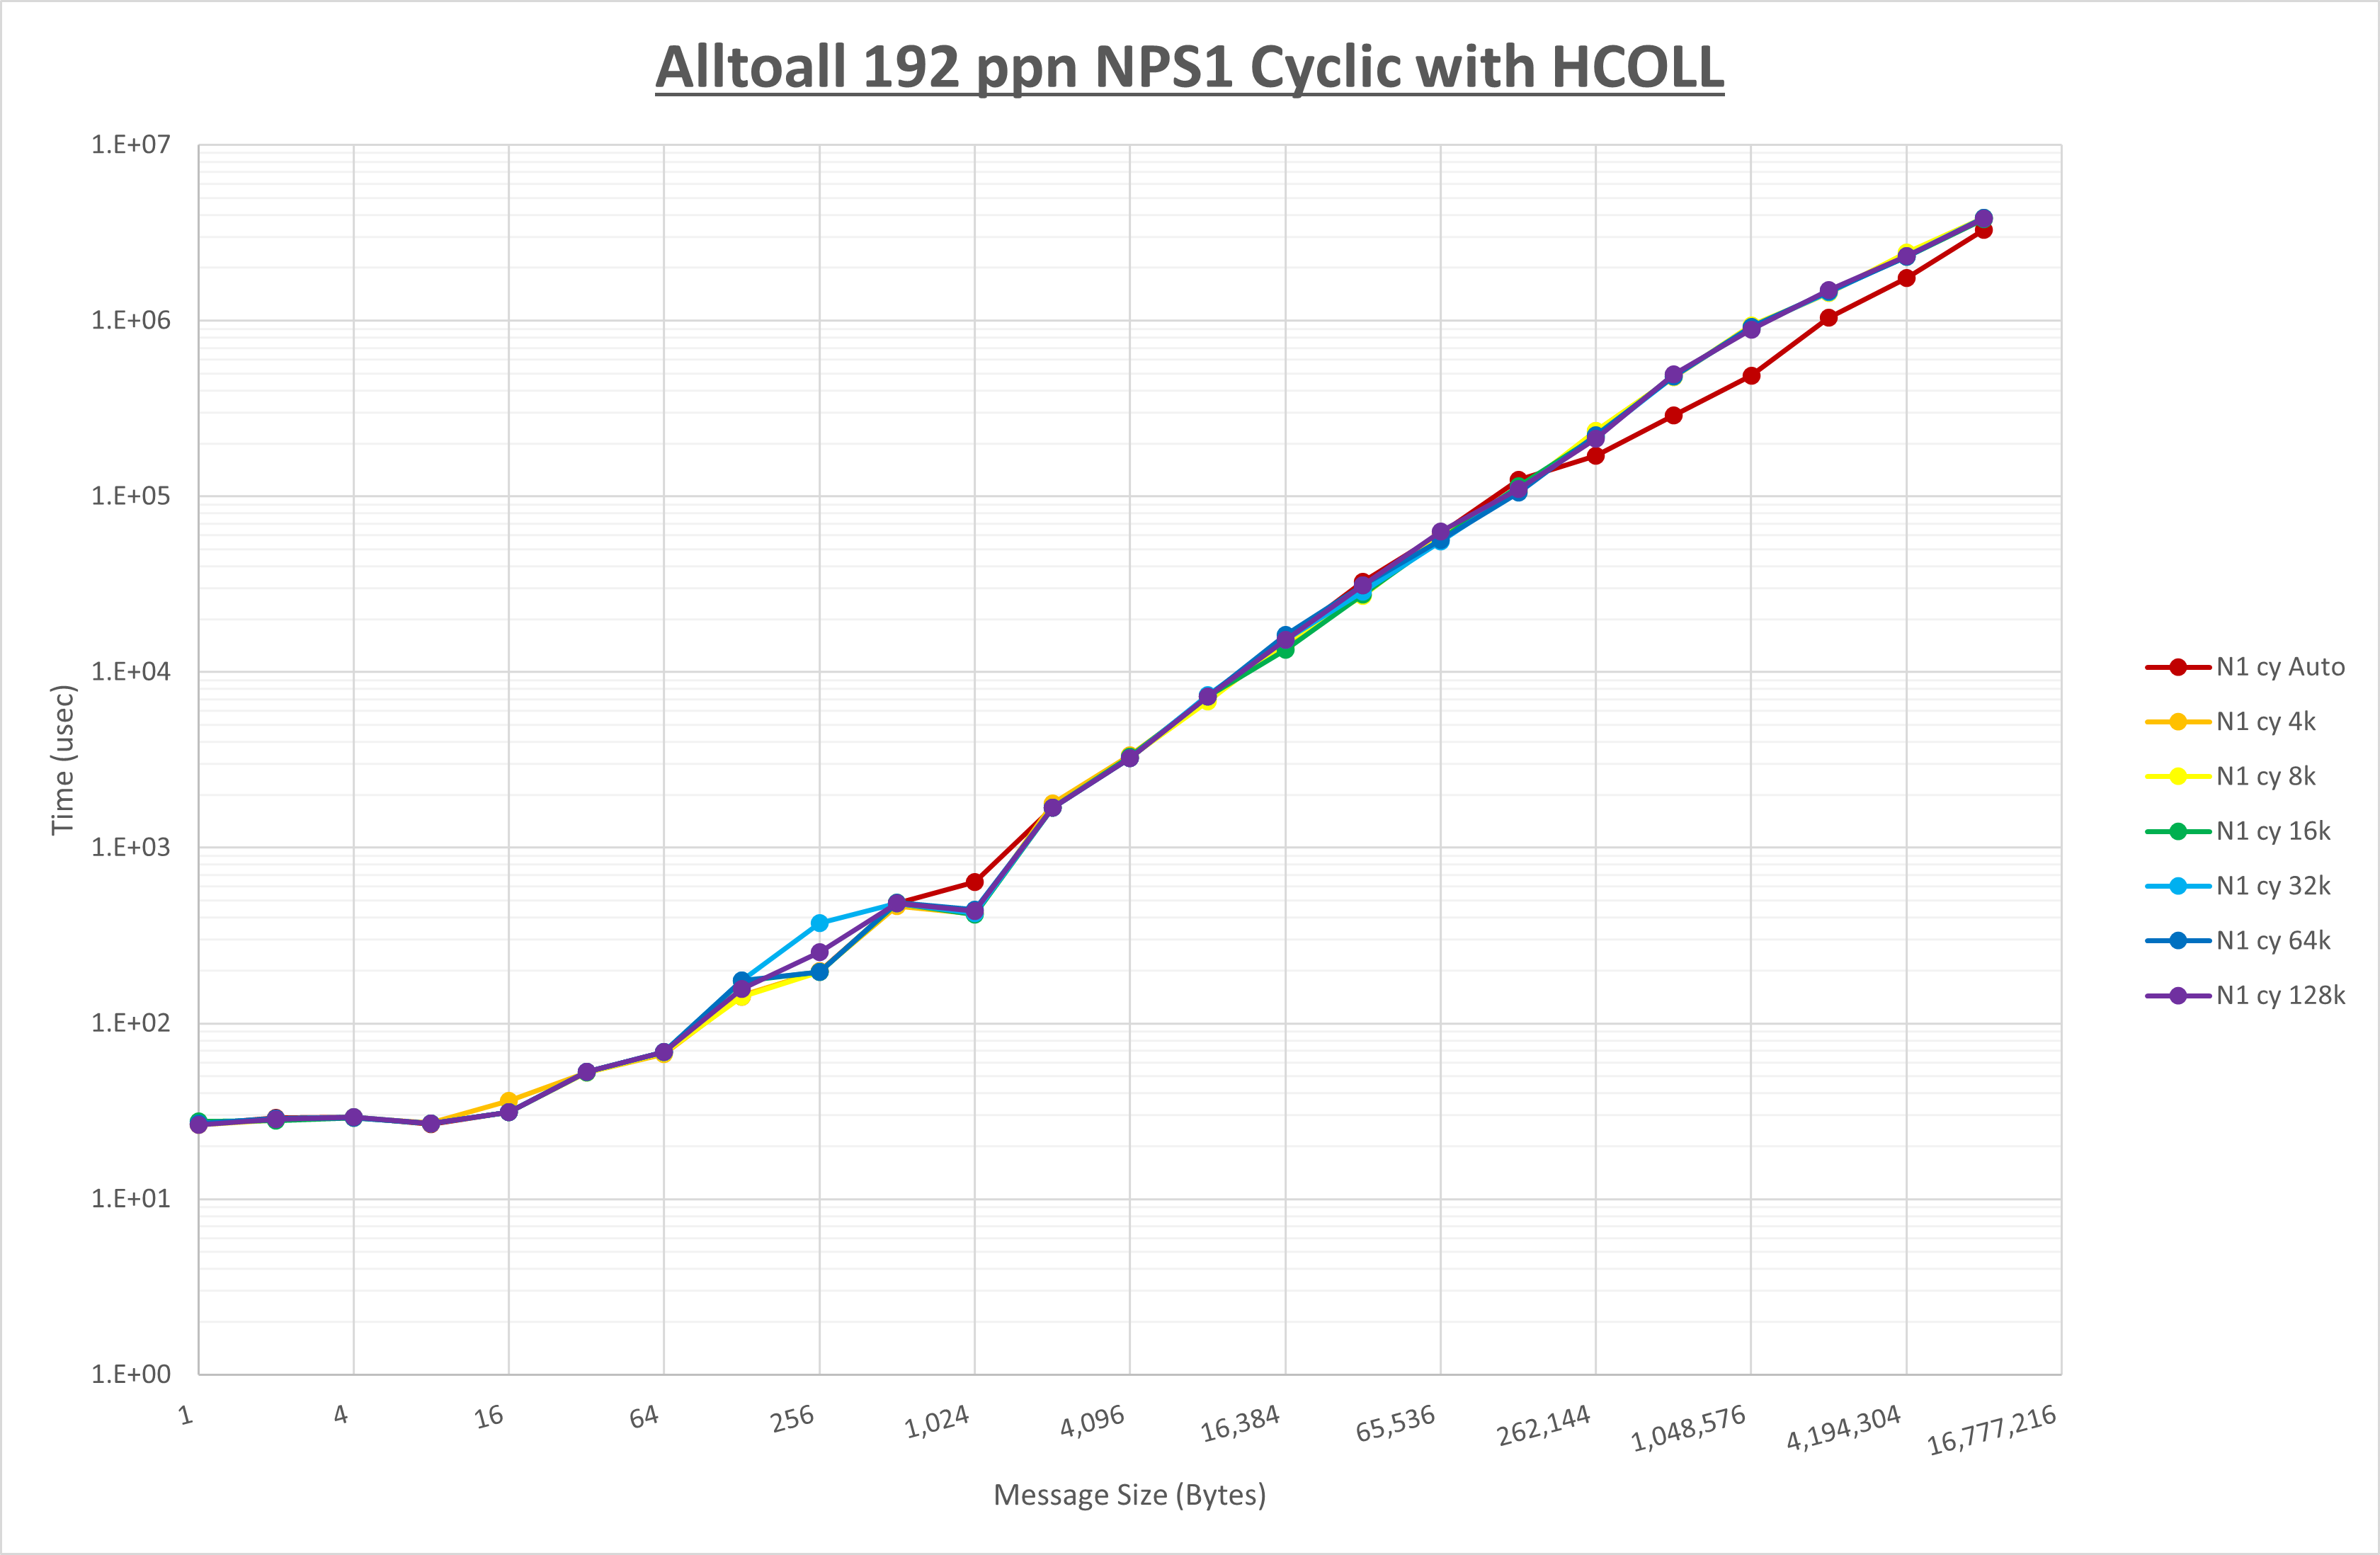 Alltoall 192 ppn NPS1 Cyclic with HCOLL
1.E+07
1.E+06
1.E+05
1.E+04
1.E+03
1.E+02
1.E+01
1.E+00
Time (usec)
1
4
16
64
256
1,024
4,096
16,384
65,536
262,144
1,048,576
4,194,304
16,777,216
Message Size (Bytes)
N1 cy Auto
N1 cy 4k
N1 cy 8k
N1 cy 16k
N1 cy 32k
N1 cy 64k
N1 cy 128k